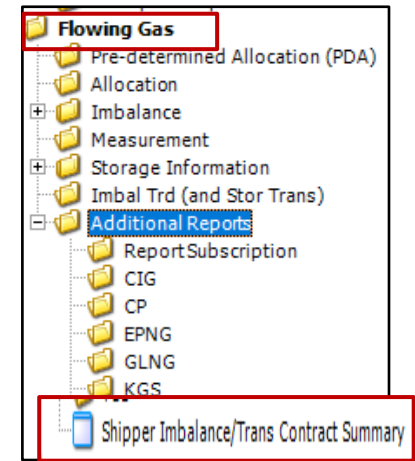 Flowing Gas
Pre-determined Allocation (PDA)
Allocation
Imbalance
Measurement
Storage Information
Imbal Trd (and Stor Trans)
Additional Reports
ReportSubscription
CIG
CP
EPNG
GLNG
KGS
Shipper Imbalance/Trans Contract Summary